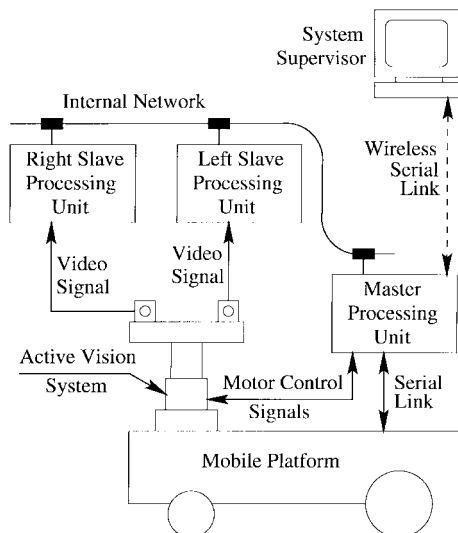 System
Supervisor
Internal Network
Right Slave
Processing
Unit
Left Slave
Processing
Unit
Wireless
Serial
Link
Video
Signal
Video
Signal
Master
Processing
Unit
Active Vision
System
Motor Control
Signals
Serial
Link
Mobile Platform